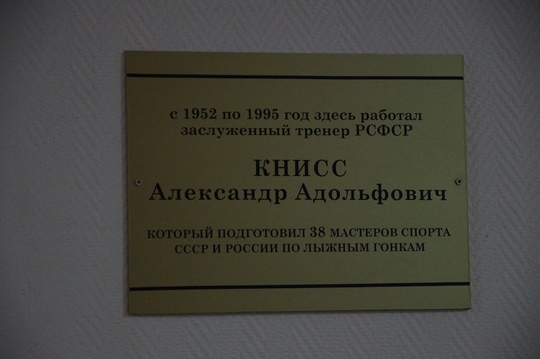 с 1952 по 1995 год здесь работал
заслуженный тренер РСФСР
КНИСС
Александр Адольфович
КОТОРЫЙ ПОДГОТОВИЛ 38 МАСТЕРОВ СПОРТА
СССР И РОССИИ ПО ЛЫЖНЫМ ГОНКАМ